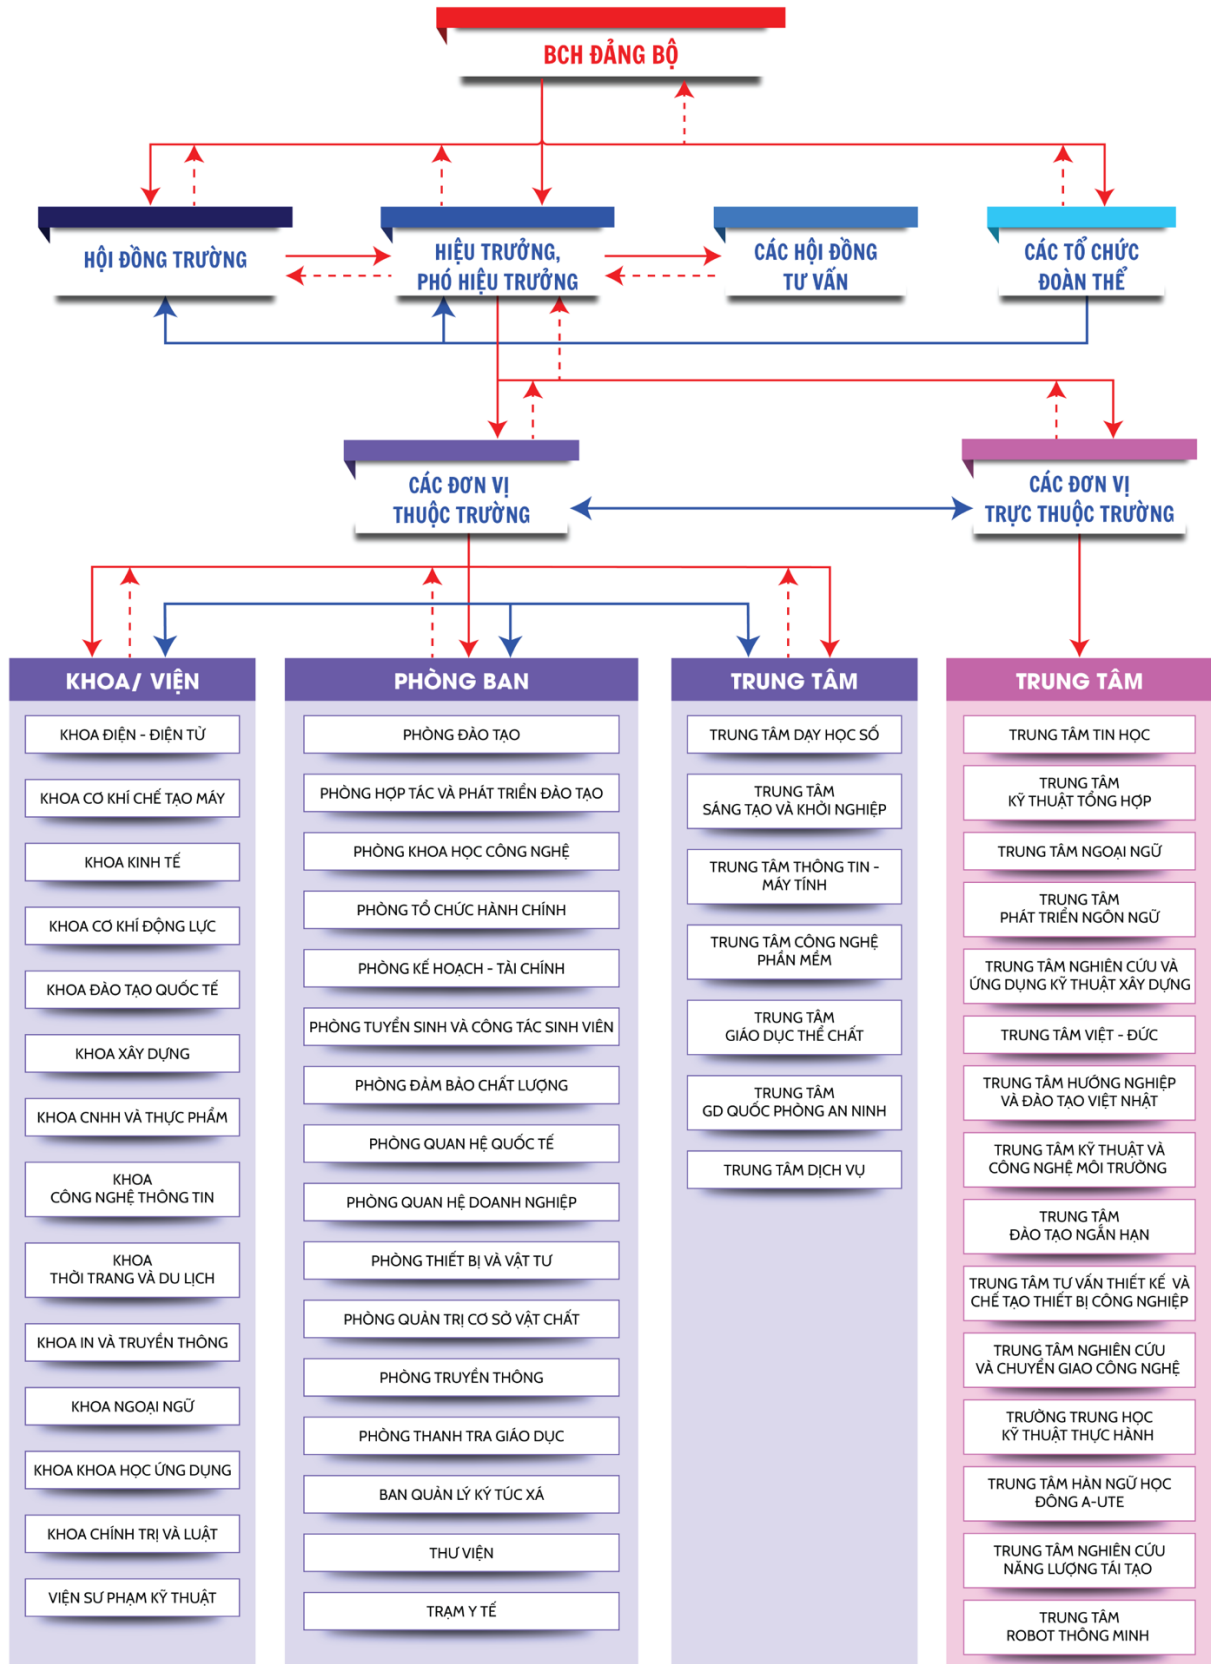 BCH ĐẢNG BỘ
HỘI ĐỒNG TRƯỜNG
HIỆU TRƯỞNG,
PHÓ HIỆU TRƯỞNG
CÁC HỘI ĐỒNG
TƯ VẤN
CÁC TỔ CHỨC
ĐOÀN THỂ
CÁC ĐƠN VỊ
THUỘC TRƯỜNG
CÁC ĐƠN VỊ
TRỰC THUỘC TRƯỜNG
KHOA/ VIỆN
KHOA ĐIỆN - ĐIỆN TỬ
KHOA CƠ KHÍ CHẾ TẠO MÁY
KHOA KINH TẾ
KHOA CƠ KHÍ ĐỘNG LỰC
KHOA ĐÀO TẠO QUỐC TẾ
KHOA XÂY DỰNG
KHOA CNHH VÀ THỰC PHẨM
KHOA
CÔNG NGHỆ THÔNG TIN
KHOA
THỜI TRANG VÀ DU LỊCH
KHOA IN VÀ TRUYỀN THÔNG
KHOA NGOẠI NGỮ
KHOA KHOA HỌC ỨNG DỤNG
KHOA CHÍNH TRỊ VÀ LUẬT
VIỆN SƯ PHẠM KỸ THUẬT
PHÒNG BAN
PHÒNG ĐÀO TẠO
PHÒNG HỢP TÁC VÀ PHÁT TRIỂN ĐÀO TẠO
PHÒNG KHOA HỌC CÔNG NGHỆ
PHÒNG TỔ CHỨC HÀNH CHÍNH
PHÒNG KẾ HOẠCH - TÀI CHÍNH
PHÒNG TUYỂN SINH VÀ CÔNG TÁC SINH VIÊN
PHÒNG ĐẢM BẢO CHẤT LƯỢNG
PHÒNG QUAN HỆ QUỐC TẾ
PHÒNG QUAN HỆ DOANH NGHIỆP
PHÒNG THIẾT BỊ VÀ VẬT TƯ
PHÒNG QUẢN TRỊ CƠ SỞ VẬT CHẤT
PHÒNG TRUYỀN THÔNG
PHÒNG THANH TRA GIÁO DỤC
BAN QUẢN LÝ KÝ TÚC XÁ
THƯ VIỆN
TRẠM Y TẾ
TRUNG TÂM
TRUNG TÂM DẠY HỌC SỐ
TRUNG TÂM
SÁNG TẠO VÀ KHỞI NGHIỆP
TRUNG TÂM THÔNG TIN -
MÁY TÍNH
TRUNG TÂM CÔNG NGHỆ
PHẦN MỀM
TRUNG TÂM
GIÁO DỤC THỂ CHẤT
TRUNG TÂM
GD QUỐC PHÒNG AN NINH
TRUNG TÂM DỊCH VỤ
TRUNG TÂM
TRUNG TÂM TIN HỌC
TRUNG TÂM
KỸ THUẬT TỔNG HỢP
TRUNG TÂM NGOẠI NGỮ
TRUNG TÂM
PHÁT TRIỂN NGÔN NGỮ
TRUNG TÂM NGHIÊN CỨU VÀ
ỨNG DỤNG KỸ THUẬT XÂY DỰNG
TRUNG TÂM VIỆT - ĐỨC
TRUNG TÂM HƯỚNG NGHIỆP
VÀ ĐÀO TẠO VIỆT NHẬT
TRUNG TÂM KỸ THUẬT VÀ
CÔNG NGHỆ MÔI TRƯỜNG
TRUNG TÂM
ĐÀO TẠO NGẮN HẠN
TRUNG TÂM TƯ VẤN THIẾT KẾ VÀ
CHẾ TẠO THIẾT BỊ CÔNG NGHIỆP
TRUNG TÂM NGHIÊN CỨU
VÀ CHUYỂN GIAO CÔNG NGHỆ
TRƯỜNG TRUNG HỌC
KỸ THUẬT THỰC HÀNH
TRUNG TÂM HÀN NGỮ HỌC
ĐÔNG A-UTE
TRUNG TÂM NGHIÊN CỨU
NĂNG LƯỢNG TÁI TẠO
TRUNG TÂM
ROBOT THÔNG MINH